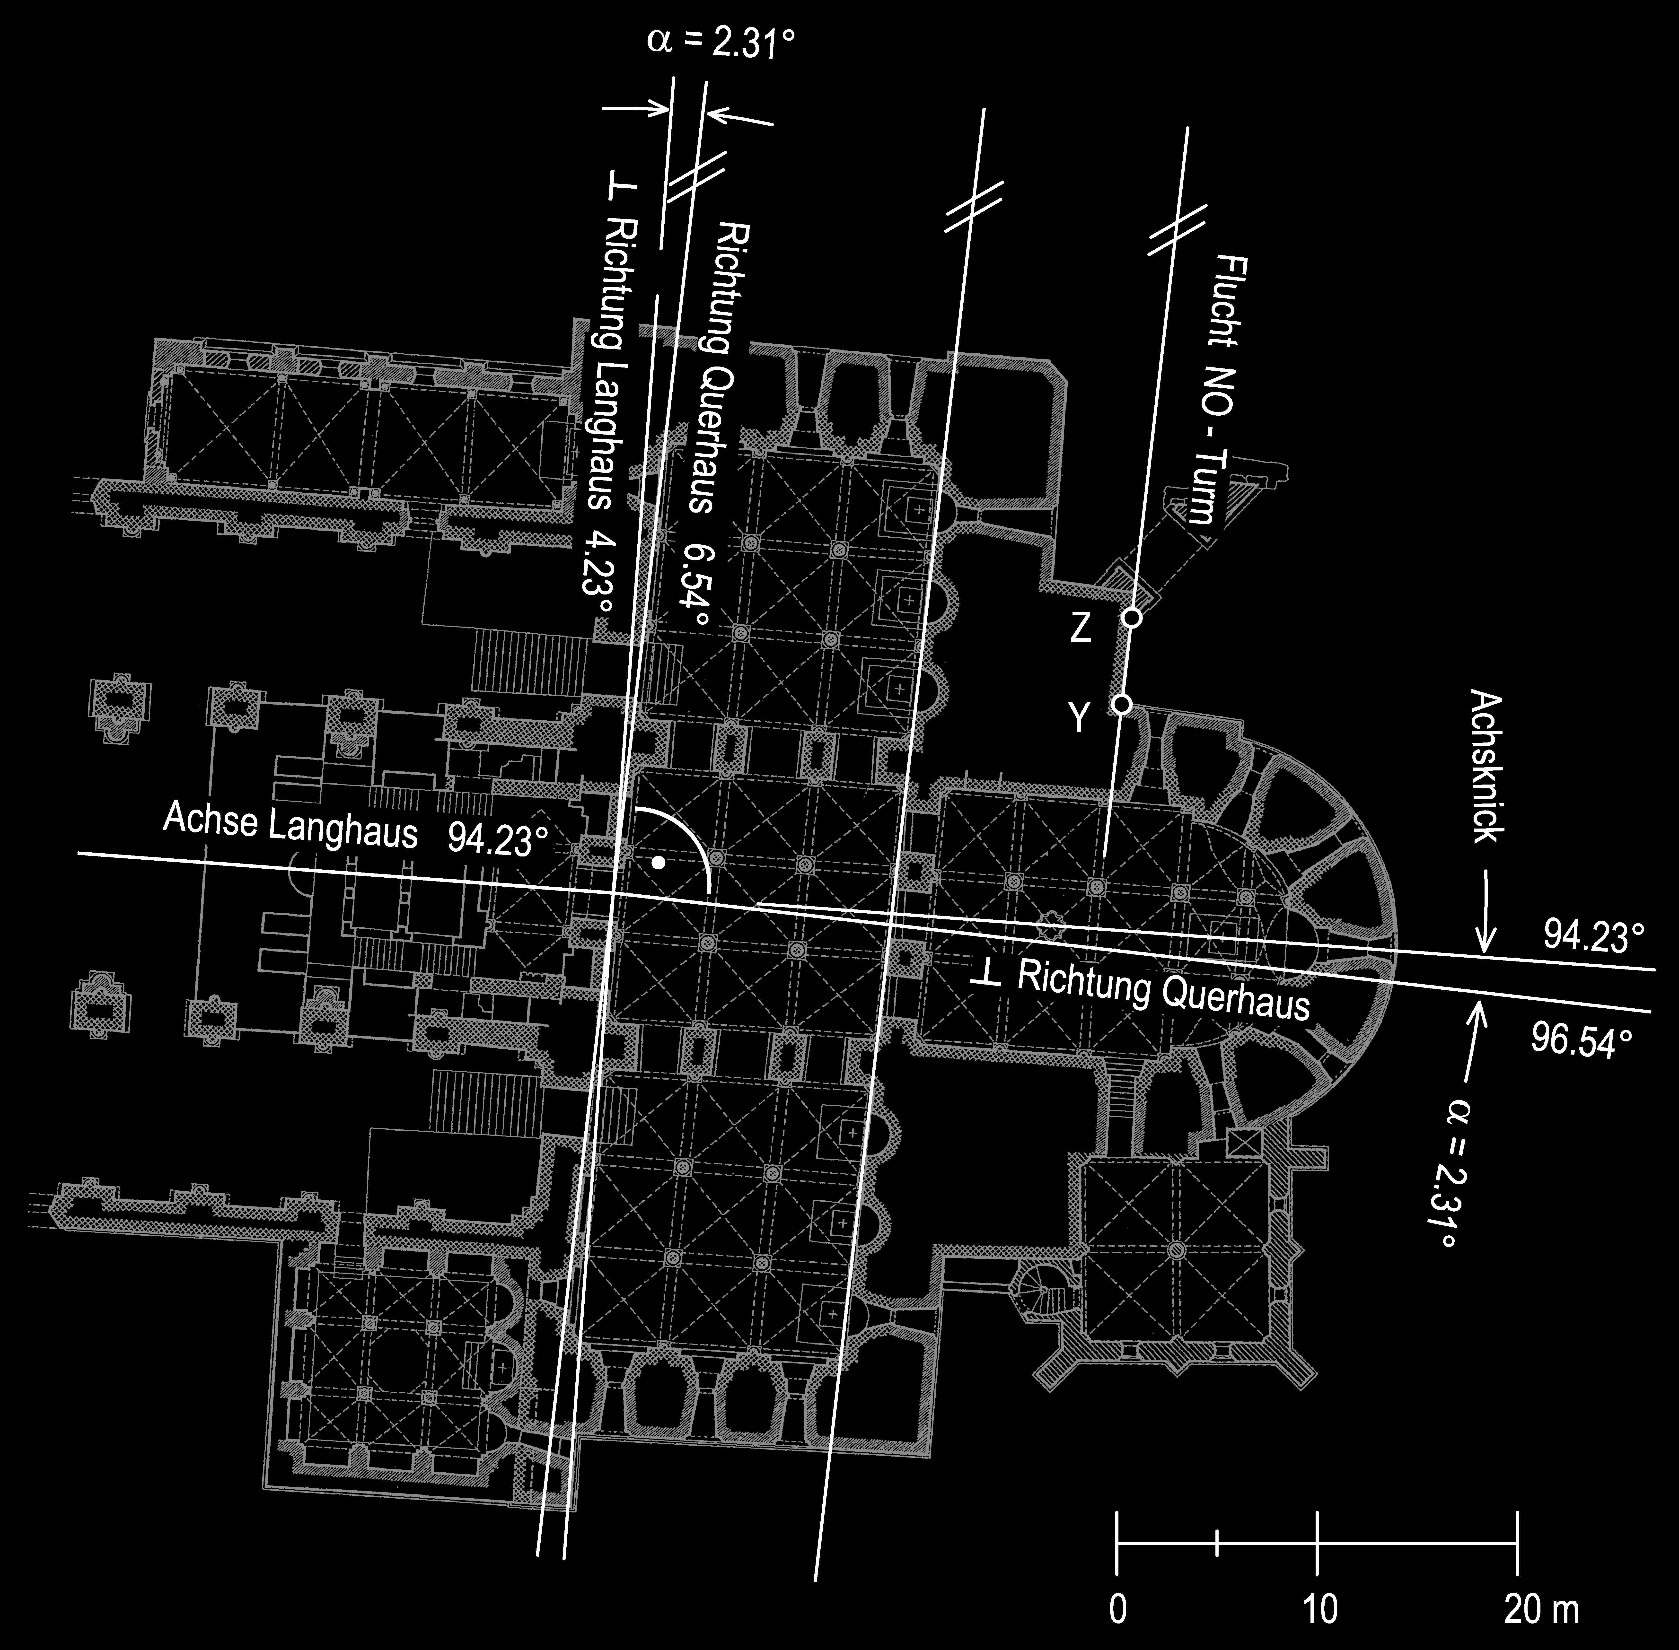 α = 2.31°
⊥ Richtung Langhaus 4.23°
Richtung Querhaus 6.54°
Flucht NO - Turm
Z
Y
Achsknick
Achse Langhaus 94.23°
94.23°
⊥ Richtung Querhaus
96.54°
α = 2.31°
0 10 20 m